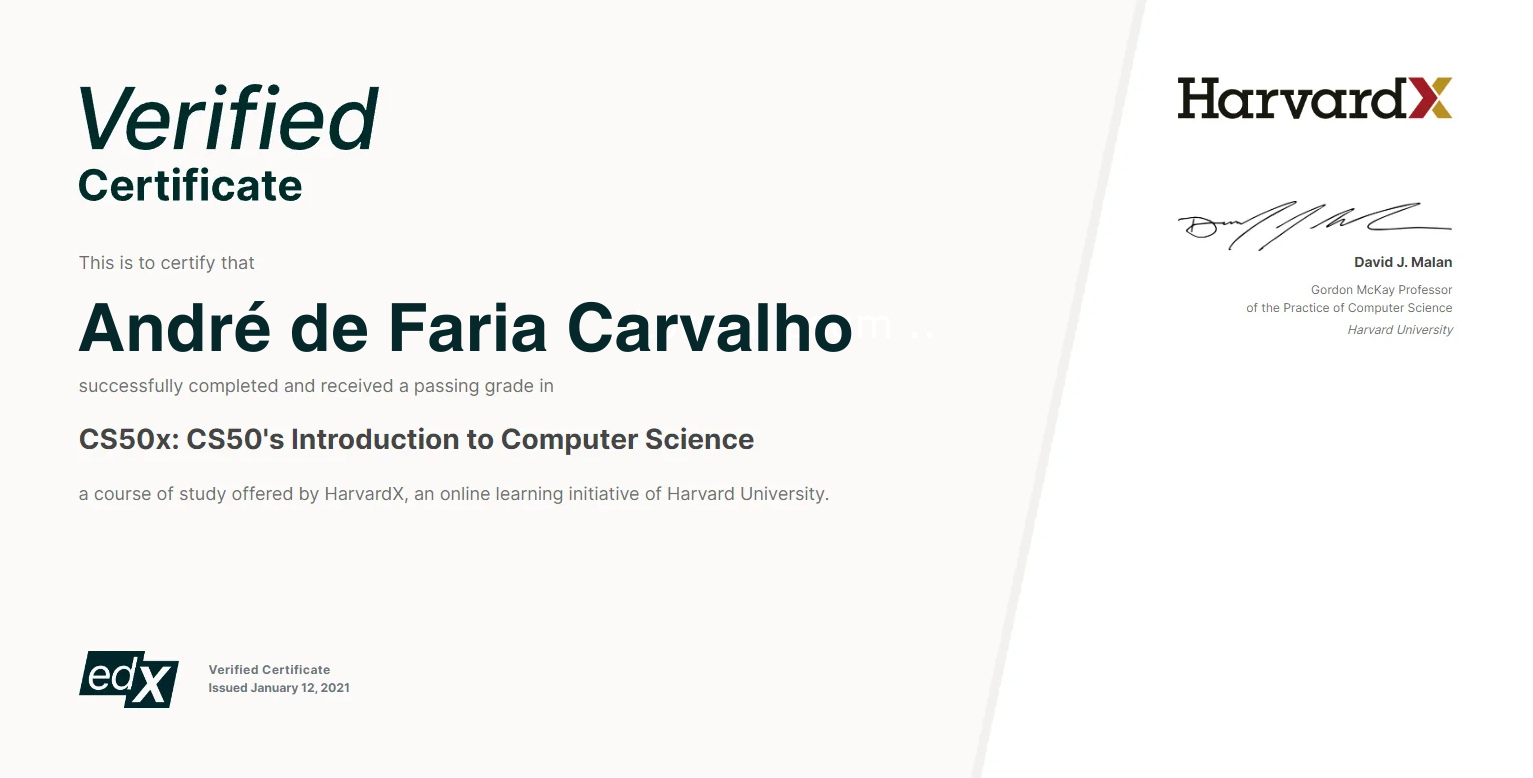 Verified
Certificate
This is to certify that
André de Faria Carvalho
successfully completed and received a passing grade in
CS50x: CS50's Introduction to Computer Science
a course of study offered by HarvardX, an online learning initiative of Harvard University.
edX
Verified Certificate
Issued January 12, 2021
HarvardX
David J. Malan
Gordon McKay Professor
of the Practice of Computer Science
Harvard University